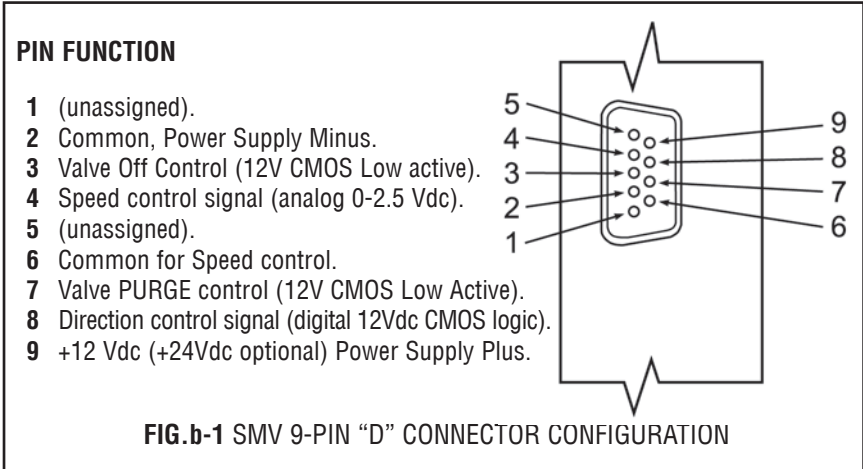 PIN FUNCTION
1 (unassigned).
2 Common, Power Supply Minus.
3 Valve Off Control (12V CMOS Low active).
4 Speed control signal (analog 0-2.5 Vdc).
5 (unassigned).
6 Common for Speed control.
7 Valve PURGE control (12V CMOS Low Active).
8 Direction control signal (digital 12Vdc CMOS logic).
9 +12 Vdc (+24Vdc optional) Power Supply Plus.
5
4
3
2
1
9
8
7
6
FIG.b-1 SMV 9-PIN “D” CONNECTOR CONFIGURATION